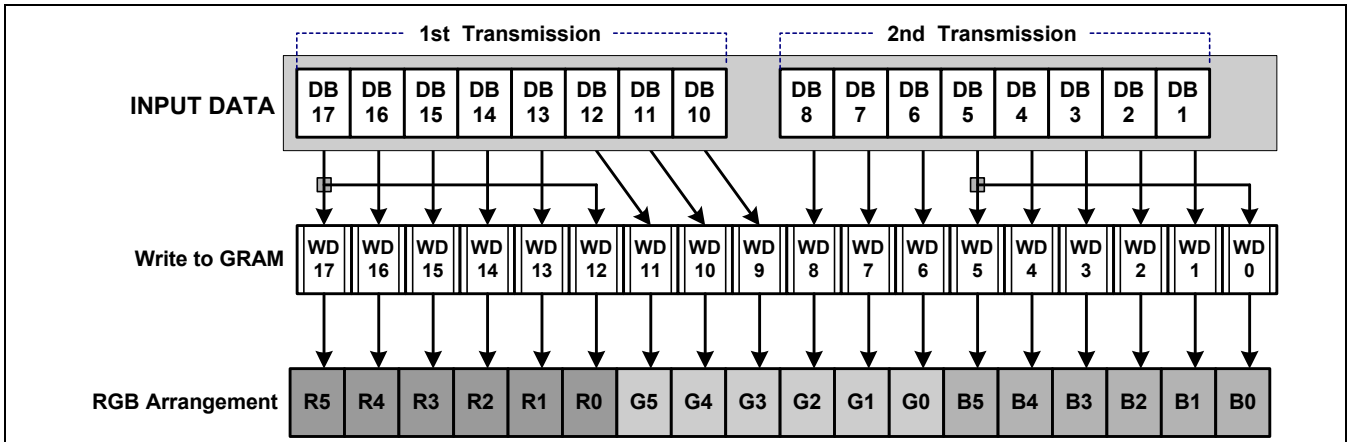 1st Transmission 2nd Transmission
INPUT DATA
DB DB DB DB DB DB DB DB DB DB DB DB DB DB DB DB
17 16 15 14 13 12 11 10 8 7 6 5 4 3 2 1
Write to GRAM
WD WD WD WD WD WD WD WD WD WD WD WD WD WD WD WD WD WD
17 16 15 14 13 12 11 10 9 8 7 6 5 4 3 2 1 0
RGB Arrangement R5 R4 R3 R2 R1 R0 G5 G4 G3 G2 G1 G0 B5 B4 B3 B2 B1 B0